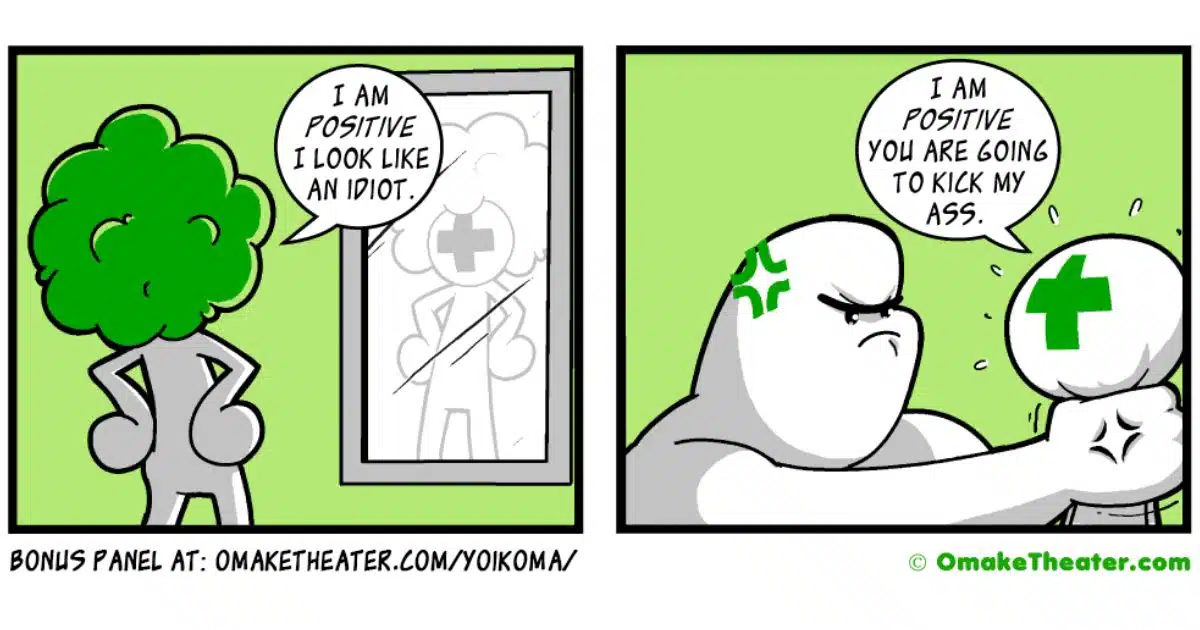 I AM
POSITIVE
I LOOK LIKE
AN IDIOT.
I AM
POSITIVE
YOU ARE GOING
TO KICK MY
ASS.
BONUS PANEL AT: OMAKETHEATER.COM/YOIKOMA/
© OmakeTheater.com